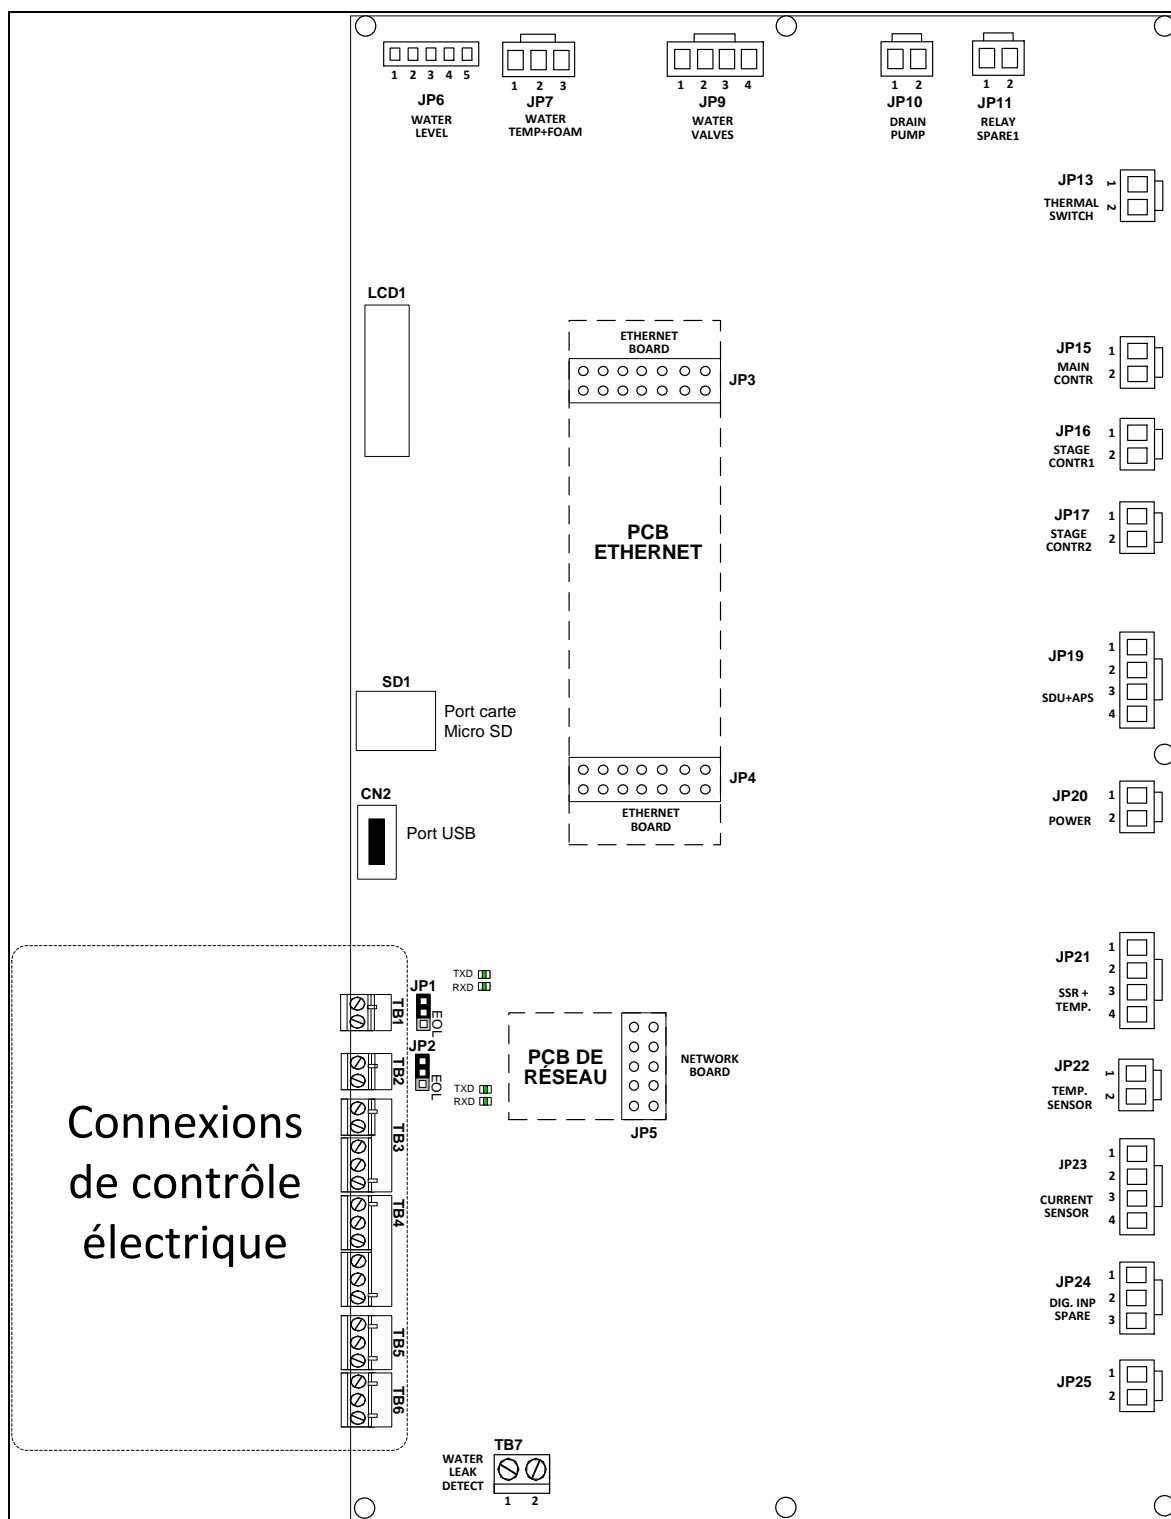 1 2 3 4 5
JP6
WATER
LEVEL
1 2 3
JP7
WATER
TEMP+FOAM
1 2 3 4
JP9
WATER
VALVES
1 2
JP10
DRAIN
PUMP
1 2
JP11
RELAY
SPARE1
JP13
THERMAL
SWITCH
1
2
LCD1
ETHERNET
BOARD
JP3
PCB
ETHERNET
JP4
ETHERNET
BOARD
JP15
MAIN
CONTR
1
2
JP16
STAGE
CONTR1
1
2
JP17
STAGE
CONTR2
1
2
JP19
SDU+APS
1
2
3
4
SD1
Port carte
Micro SD
CN2
Port USB
JP20
POWER
1
2
JP21
SSR +
TEMP.
1
2
3
4
TXD
RXD
JP1
EOL
TB1
JP2
EOL
TB2
TXD
RXD
PCB DE
RÉSEAU
NETWORK
BOARD
JP5
JP22
TEMP.
SENSOR
1
2
Connexions
de contrôle
électrique
TB3
TB4
TB5
TB6
JP23
CURRENT
SENSOR
1
2
3
4
JP24
DIG. INP
SPARE
1
2
3
JP25
1
2
TB7
WATER
LEAK
DETECT
1 2